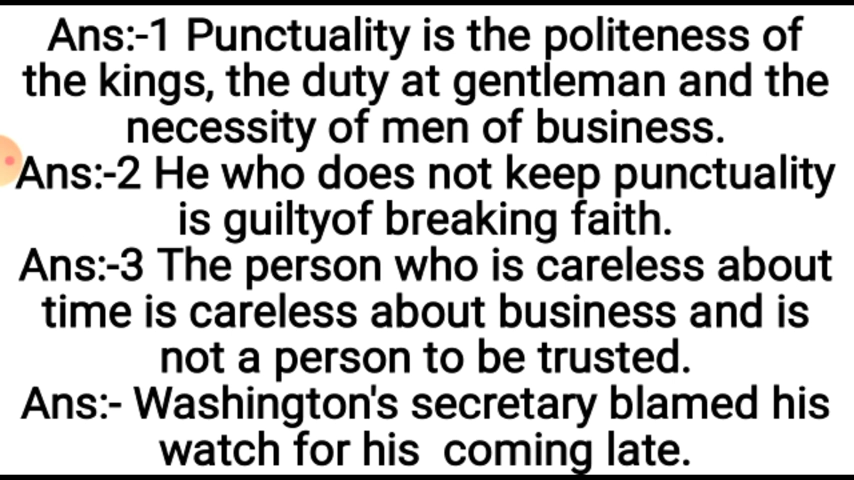 Ans:-1 Punctuality is the politeness of
the kings, the duty at gentleman and the
necessity of men of business.
Ans:-2 He who does not keep punctuality
is guiltyof breaking faith.
Ans:-3 The person who is careless about
time is careless about business and is
not a person to be trusted.
Ans:- Washington's secretary blamed his
watch for his  coming late.